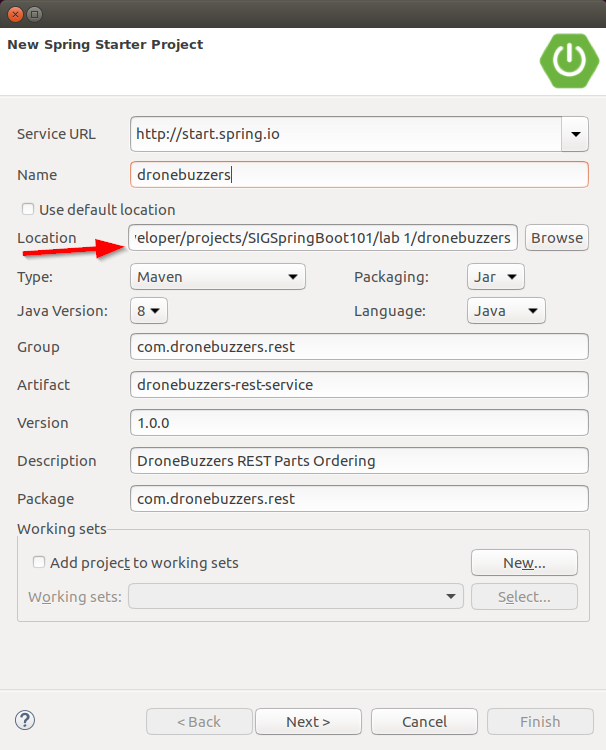 New Spring Starter Project
Service URL http://start.spring.io
Name dronebuzzers
Use default location
Location eloper/projects/SIGSpringBoot101/lab 1/dronebuzzers Browse
Type: Maven Packaging: Jar
Java Version: 8 Language: Java
Group com.dronebuzzers.rest
Artifact dronebuzzers-rest-service
Version 1.0.0
Description DroneBuzzers REST Parts Ordering
Package com.dronebuzzers.rest
Working sets
Add project to working sets New...
Working sets: Select...
? < Back Next > Cancel Finish